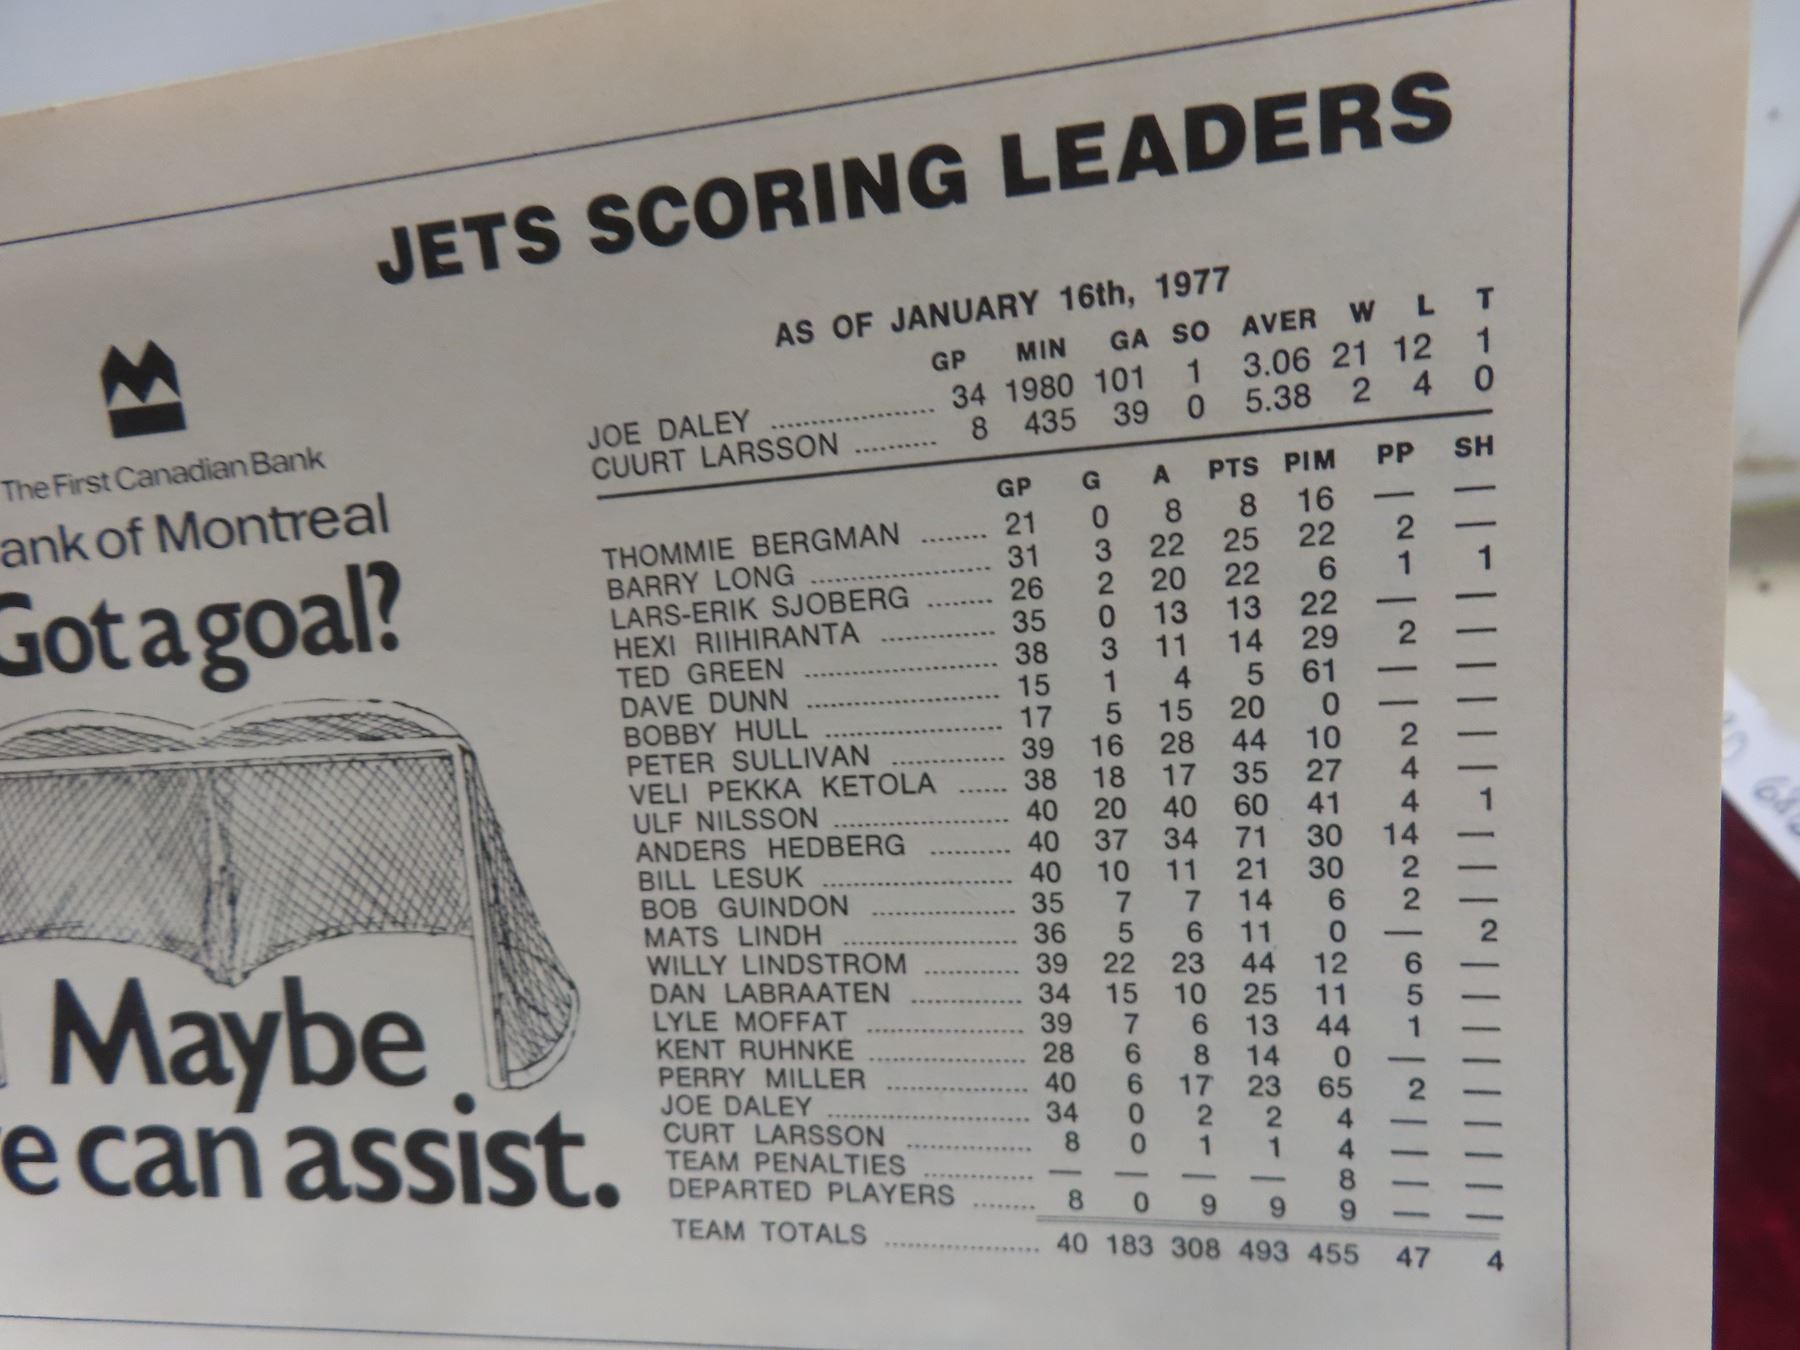 JETS SCORING LEADERS
AS OF JANUARY 16th, 1977
GP MIN GA SO AVER W L T
JOE DALEY 34 1980 101 1 3.06 21 12 1
CUURT LARSSON 8 435 39 0 5.38 2 4 0
GP G A PTS PIM PP SH
THOMMIE BERGMAN 21 0 8 8 16 — —
BARRY LONG 31 3 22 25 22 2 —
LARS-ERIK SJOBERG 26 2 20 22 6 1 1
HEXI RIIHIRANTA 35 0 13 13 22 — —
TED GREEN 38 3 11 14 29 2 —
DAVE DUNN 15 1 4 5 61 — —
BOBBY HULL 17 5 15 20 0 — —
PETER SULLIVAN 39 16 28 44 10 2 —
VELI PEKKA KETOLA 38 18 17 35 27 4 —
ULF NILSSON 40 20 40 60 41 4 1
ANDERS HEDBERG 40 37 34 71 30 14 —
BILL LESUK 40 10 11 21 30 2 —
BOB GUINDON 35 7 7 14 6 2 —
MATS LINDH 36 5 6 11 0 — 2
WILLY LINDSTROM 39 22 23 44 12 6 —
DAN LABRAATEN 34 15 10 25 11 5 —
LYLE MOFFAT 39 7 6 13 44 1 —
KENT RUHNKE 28 6 8 14 0 — —
PERRY MILLER 40 6 17 23 65 2 —
JOE DALEY 34 0 2 2 4 — —
CURT LARSSON 8 0 1 1 4 — —
TEAM PENALTIES — — — — 8 — —
DEPARTED PLAYERS 8 0 9 9 9 — —
TEAM TOTALS 40 183 308 493 455 47 4
The First Canadian Bank
ank of Montreal
Got a goal?
Maybe
e can assist.